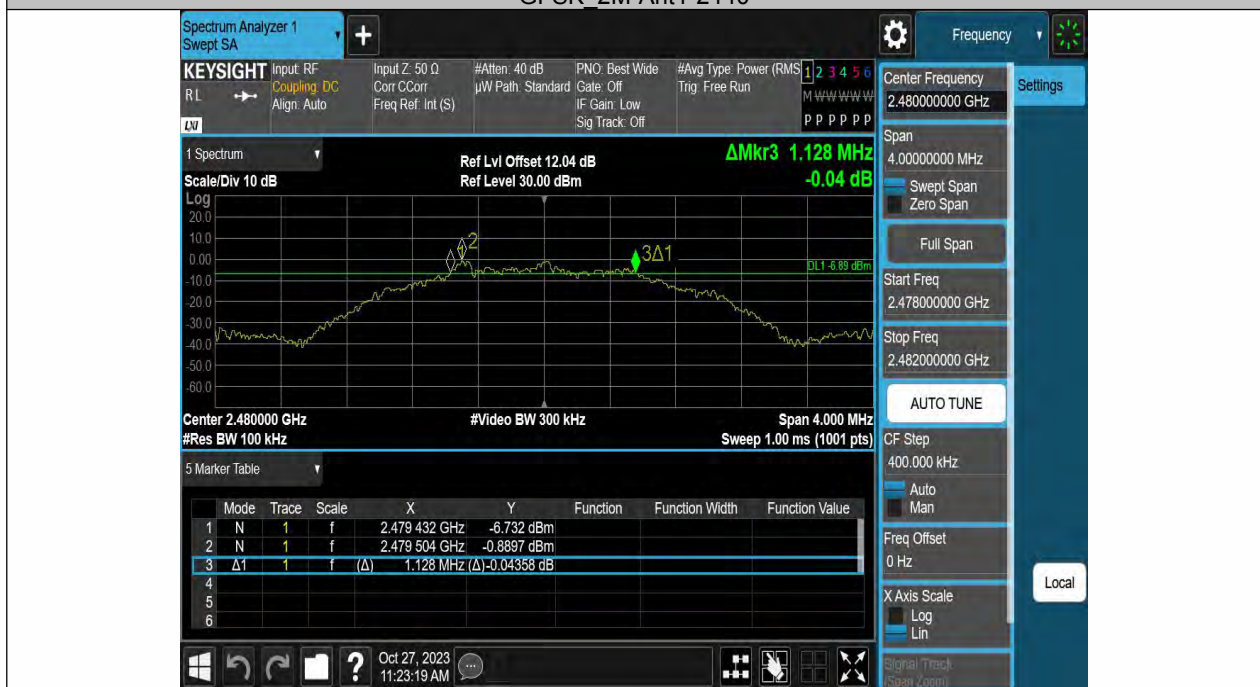 Spectrum Analyzer 1
Swept SA
+
Frequency
KEYSIGHT
RL
LXI
Input: RF
Coupling: DC
Align: Auto
Input Z: 50 Ω
Corr CCorr
Freq Ref: Int (S)
#Atten: 40 dB
µW Path: Standard
PNO: Best Wide
Gate: Off
IF Gain: Low
Sig Track: Off
#Avg Type: Power (RMS
Trig: Free Run
1 2 3 4 5 6
M W W W W W
P P P P P P
1 Spectrum
Scale/Div 10 dB
Ref Lvl Offset 12.04 dB
Ref Level 30.00 dBm
ΔMkr3 1.128 MHz
-0.04 dB
Log
20.0
10.0
0.00
-10.0
-20.0
-30.0
-40.0
-50.0
-60.0
2
3Δ1
DL1 -6.89 dBm
Center 2.480000 GHz
#Res BW 100 kHz
#Video BW 300 kHz
Span 4.000 MHz
Sweep 1.00 ms (1001 pts)
5 Marker Table
Mode Trace Scale X Y Function Function Width Function Value
1 N 1 f 2.479 432 GHz -6.732 dBm
2 N 1 f 2.479 504 GHz -0.8897 dBm
3 Δ1 1 f (Δ) 1.128 MHz (Δ)-0.04358 dB
4
5
6
?
Oct 27, 2023
11:23:19 AM
Center Frequency
2.480000000 GHz
Settings
Span
4.00000000 MHz
Swept Span
Zero Span
Full Span
Start Freq
2.478000000 GHz
Stop Freq
2.482000000 GHz
AUTO TUNE
CF Step
400.000 kHz
Auto
Man
Freq Offset
0 Hz
X Axis Scale
Log
Lin
Signal Track
(Span Zoom)
Local